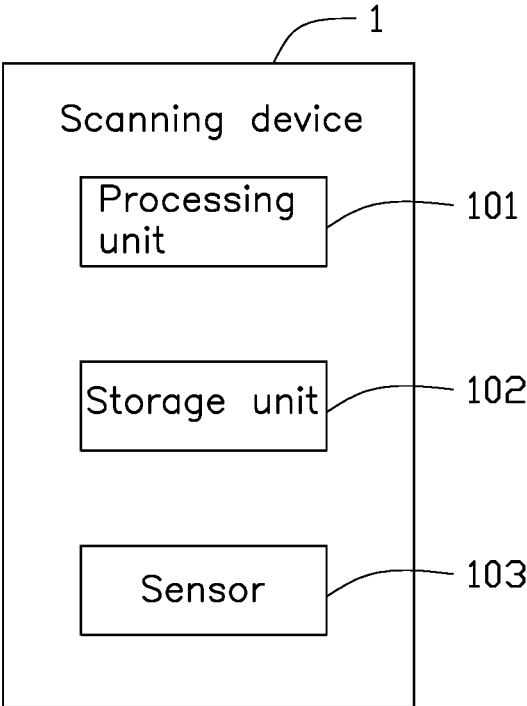 1
Scanning device
Processing
unit
101
Storage unit
102
Sensor
103